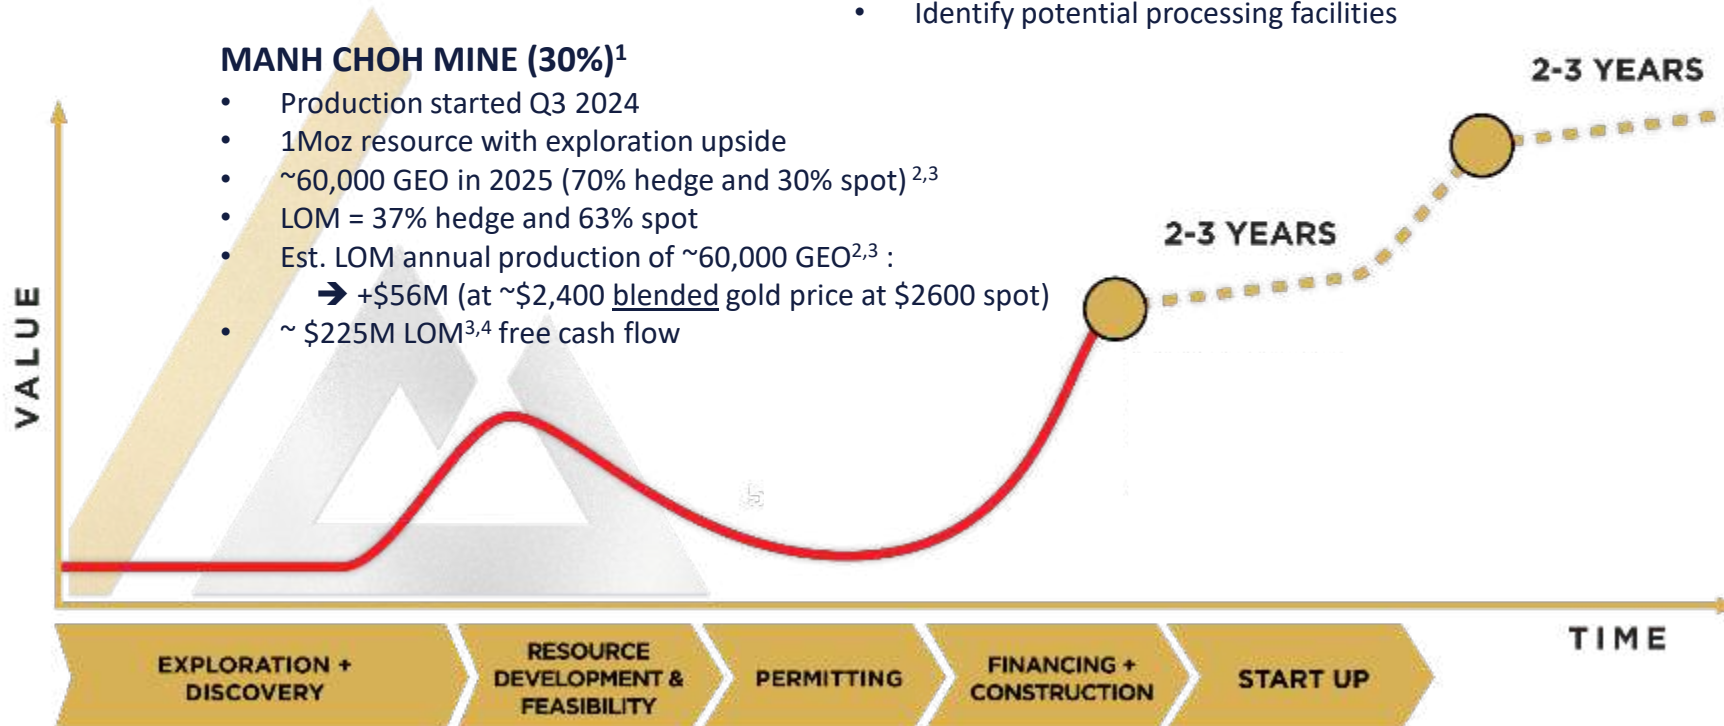 • Identify potential processing facilities
MANH CHOH MINE (30%)¹
• Production started Q3 2024
• 1Moz resource with exploration upside
• ~60,000 GEO in 2025 (70% hedge and 30% spot) ²,³
• LOM = 37% hedge and 63% spot
• Est. LOM annual production of ~60,000 GEO²,³ :
➔ +$56M (at ~$2,400 blended gold price at $2600 spot)
• ~ $225M LOM³,⁴ free cash flow
2-3 YEARS
2-3 YEARS
VALUE
TIME
EXPLORATION +
DISCOVERY
RESOURCE
DEVELOPMENT &
FEASIBILITY
PERMITTING
FINANCING +
CONSTRUCTION
START UP